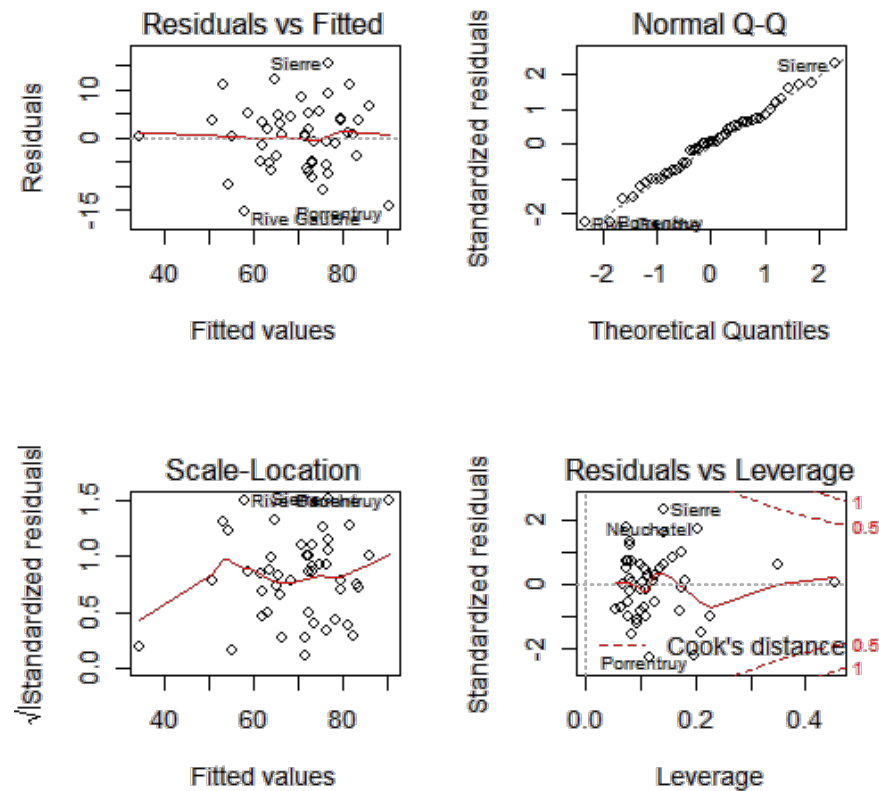 Residuals vs Fitted
Residuals
10
0
-15
Sierre
Rive Gauche
Porrentruy
40
60
80
Fitted values
Normal Q-Q
Standardized residuals
2
1
0
-2
Sierre
Porrentruy
-2
-1
0
1
2
Theoretical Quantiles
Scale-Location
√|Standardized residuals|
1.5
1.0
0.5
0.0
40
60
80
Fitted values
Residuals vs Leverage
Standardized residuals
2
0
-2
Sierre
Neuchatel
Porrentruy
Cook's distance
1
0.5
0.5
1
0.0
0.2
0.4
Leverage